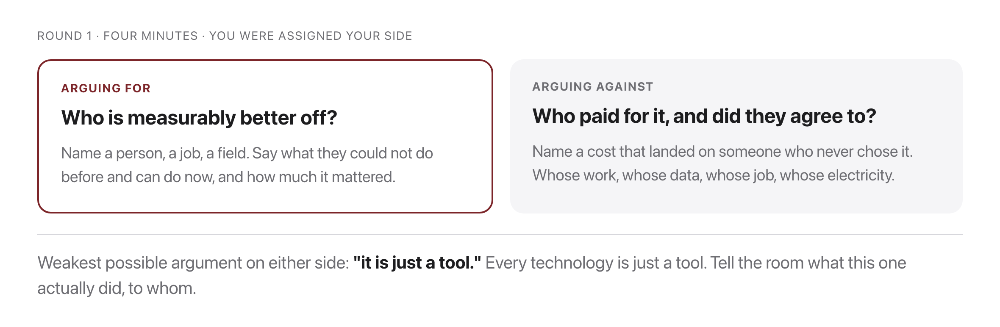 ROUND 1 · FOUR MINUTES · YOU WERE ASSIGNED YOUR SIDE
ARGUING FOR
Who is measurably better off?
Name a person, a job, a field. Say what they could not do
before and can do now, and how much it mattered.
ARGUING AGAINST
Who paid for it, and did they agree to?
Name a cost that landed on someone who never chose it.
Whose work, whose data, whose job, whose electricity.
Weakest possible argument on either side: "it is just a tool." Every technology is just a tool. Tell the room what this one
actually did, to whom.